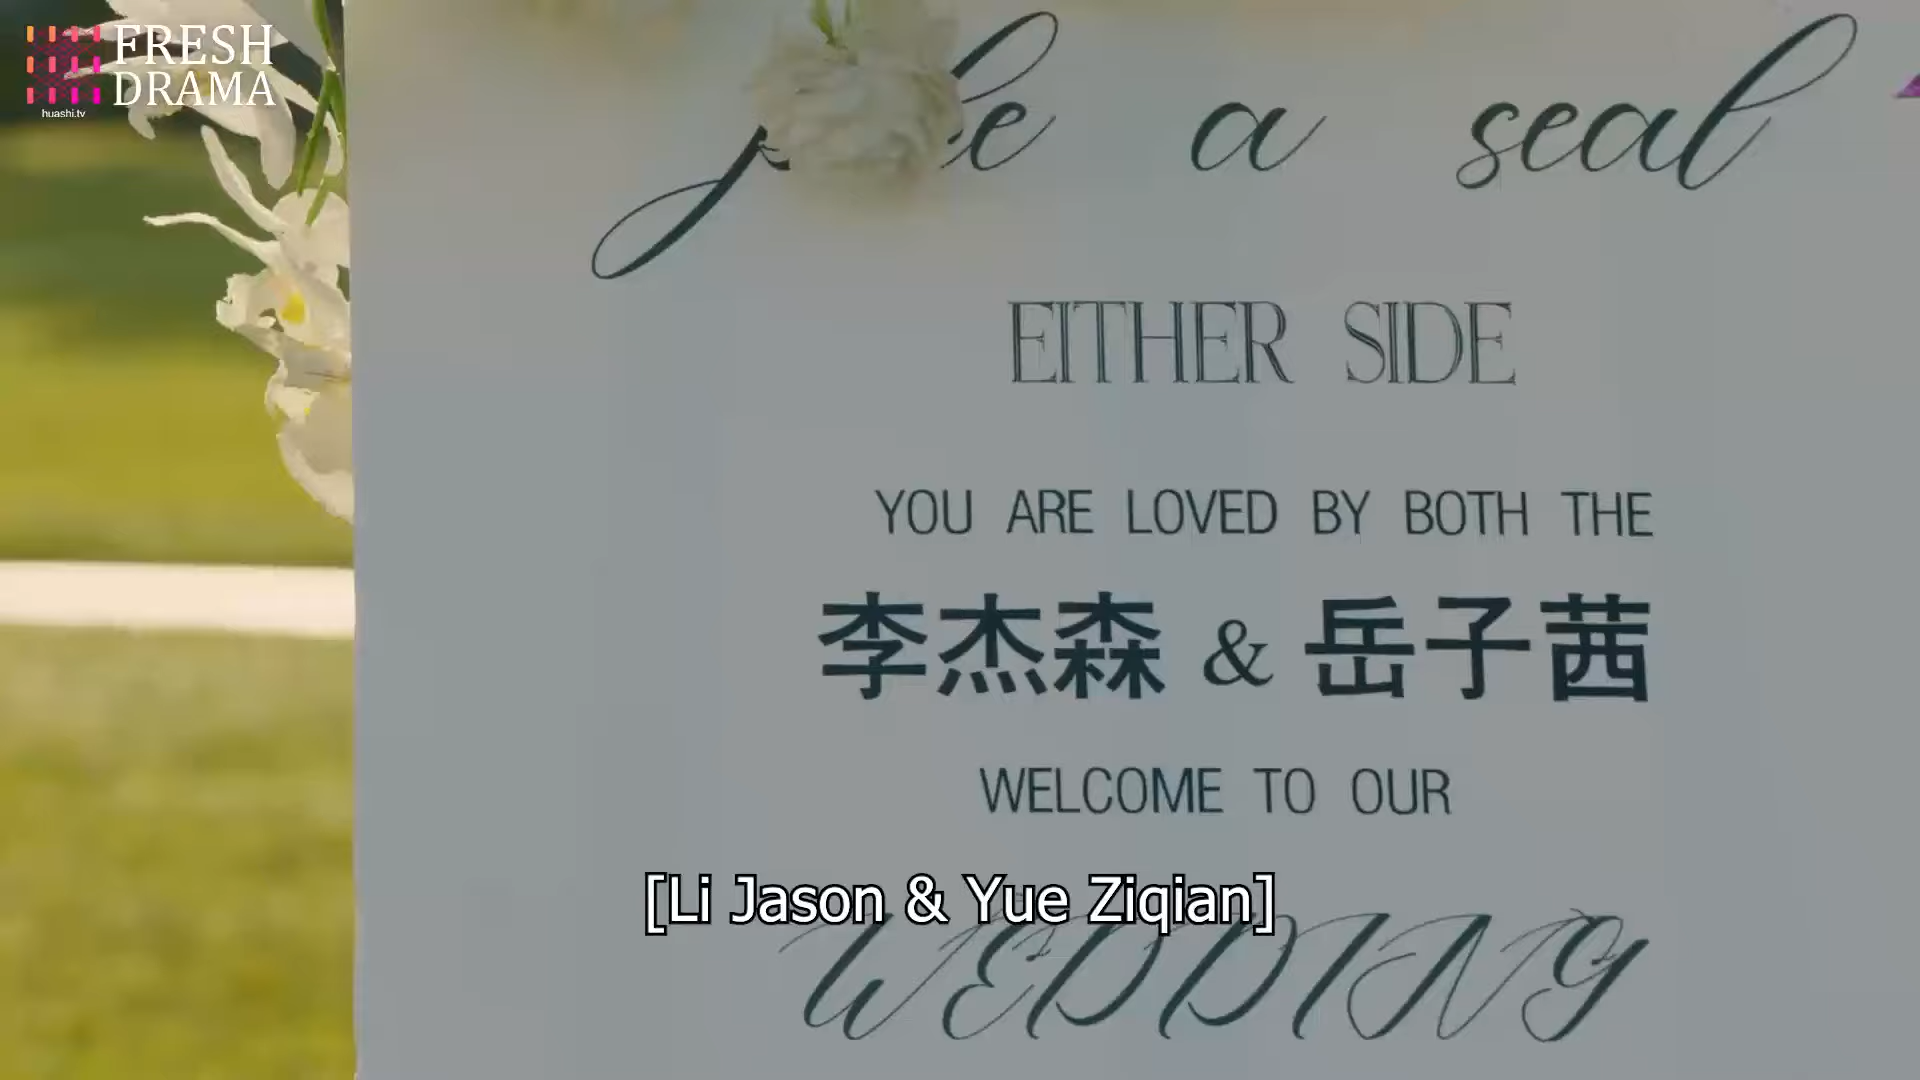 FRESH
DRAMA
huashi.tv
a seal
EITHER SIDE
YOU ARE LOVED BY BOTH THE
李杰森 & 岳子茜
WELCOME TO OUR
[Li Jason & Yue Ziqian]
WEDDING